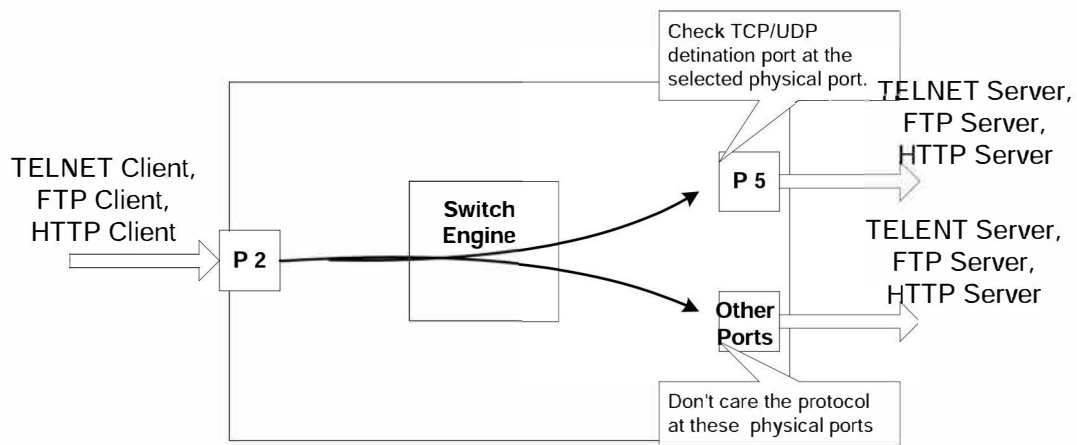 Check TCP/UDP
detination port at the
selected physical port.
TELNET Server,
FTP Server,
HTTP Server
TELNET Client,
FTP Client,
HTTP Client
P 5
Switch
Engine
P 2
TELENT Server,
FTP Server,
HTTP Server
Other
Ports
Don't care the protocol
at these physical ports